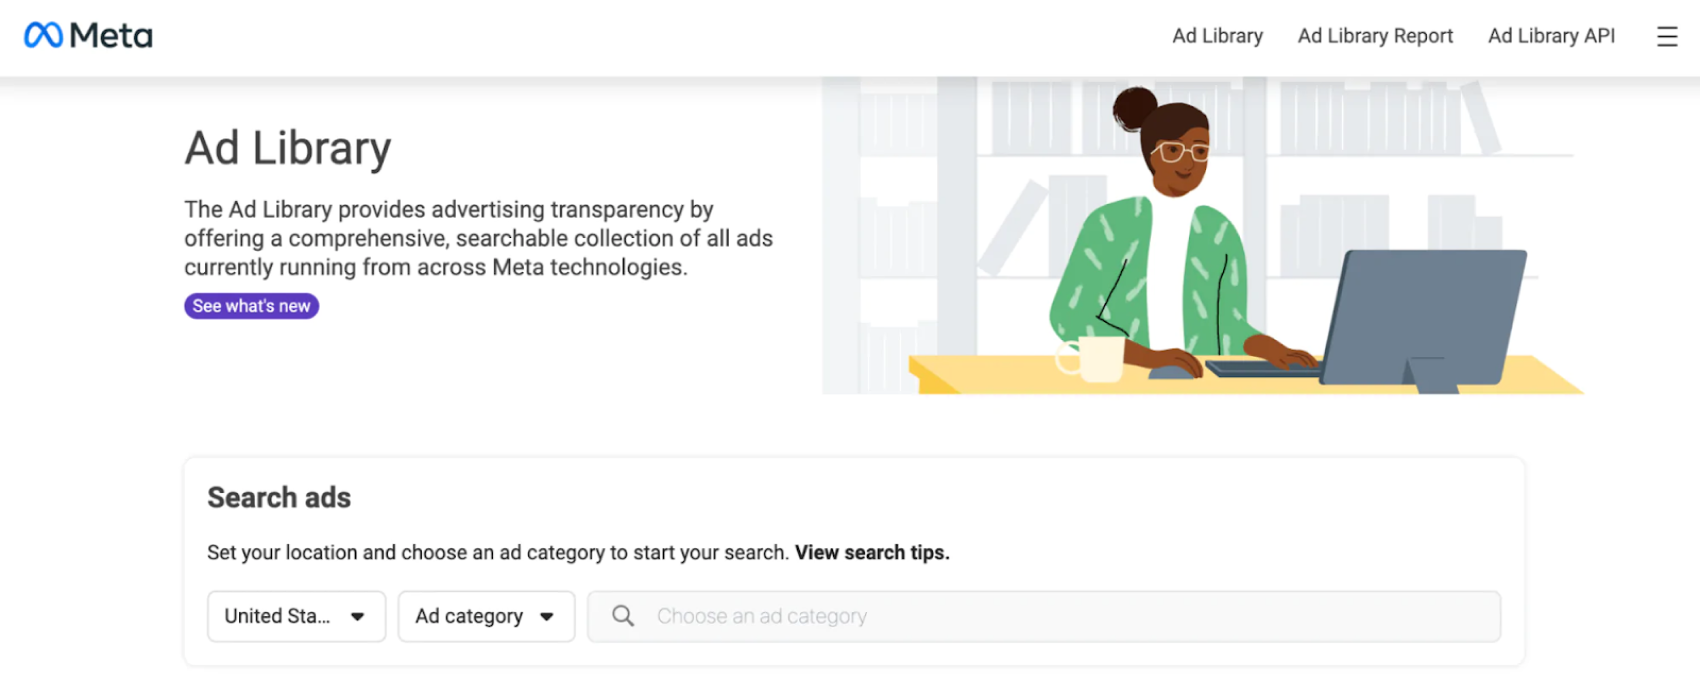 Meta
Ad Library
Ad Library Report
Ad Library API
Ad Library
The Ad Library provides advertising transparency by
offering a comprehensive, searchable collection of all ads
currently running from across Meta technologies.
See what's new
Search ads
Set your location and choose an ad category to start your search. View search tips.
United Sta...
Ad category
Choose an ad category